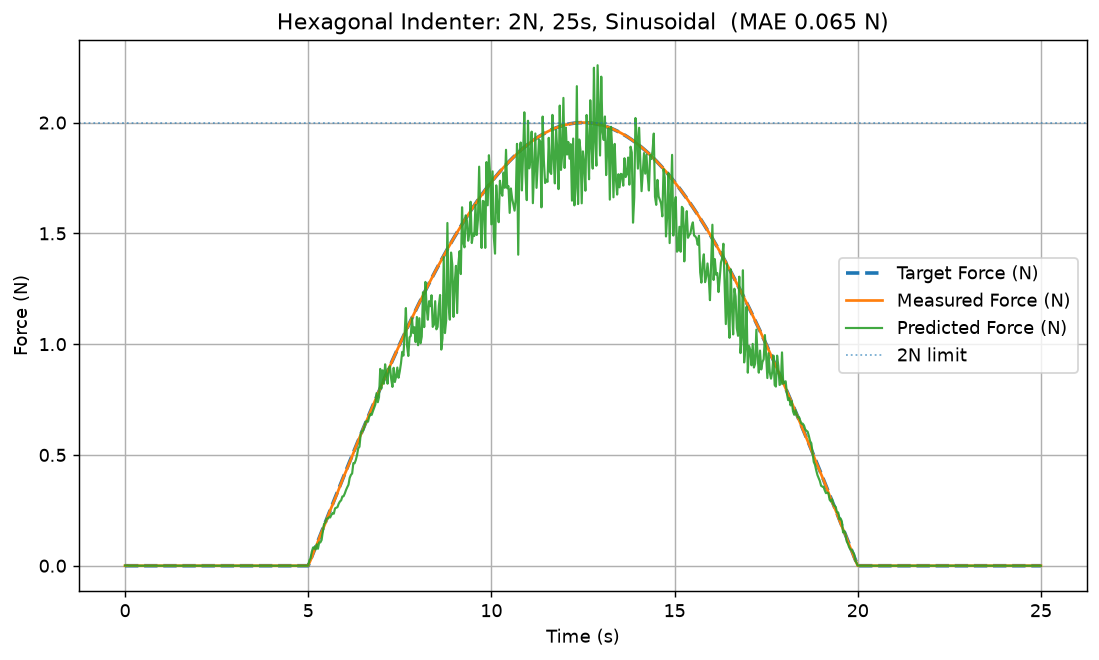 Hexagonal Indenter: 2N, 25s, Sinusoidal  (MAE 0.065 N)
Force (N)
2.0
1.5
1.0
0.5
0.0
Target Force (N)
Measured Force (N)
Predicted Force (N)
2N limit
0 5 10 15 20 25
Time (s)